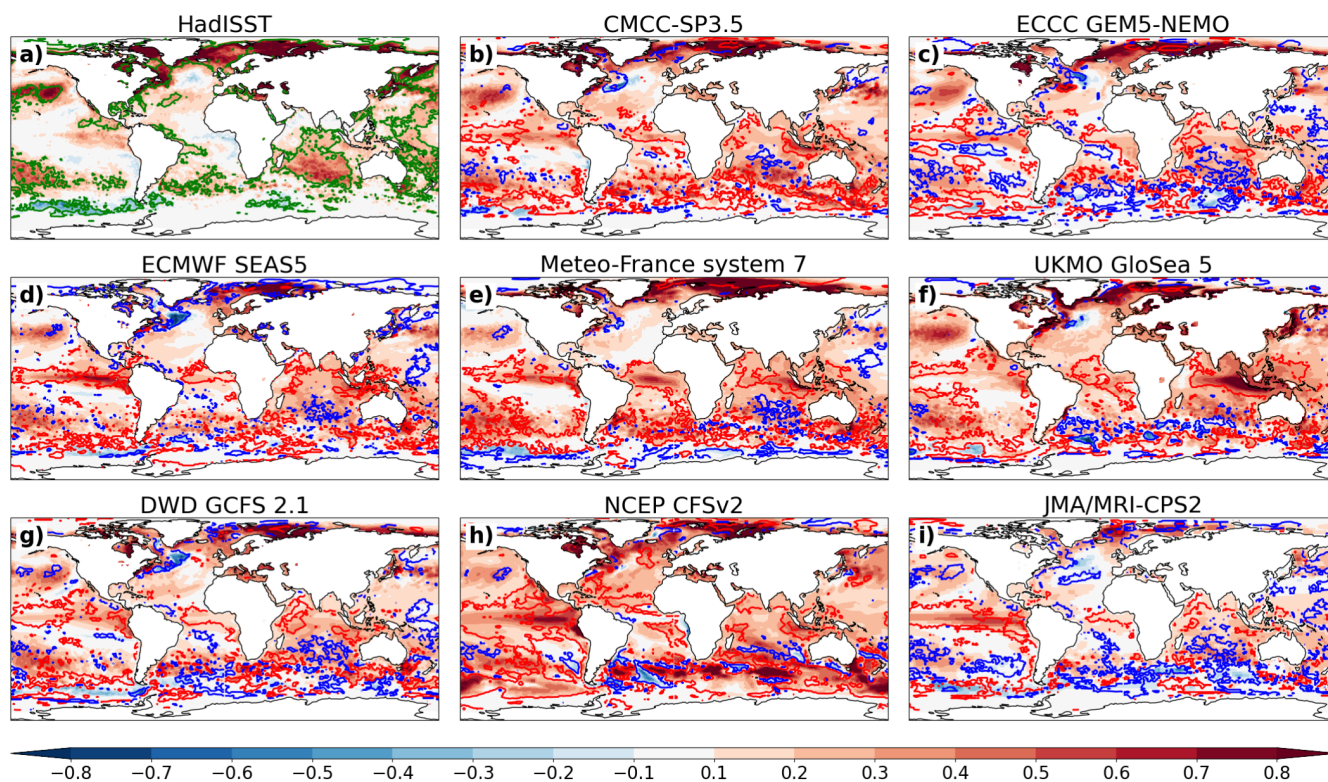 HadISST
CMCC-SP3.5
ECCC GEM5-NEMO
a)
b)
c)
ECMWF SEAS5
Meteo-France system 7
UKMO GloSea 5
d)
e)
f)
DWD GCFS 2.1
NCEP CFSv2
JMA/MRI-CPS2
g)
h)
i)
−0.8 −0.7 −0.6 −0.5 −0.4 −0.3 −0.2 −0.1 0.1 0.2 0.3 0.4 0.5 0.6 0.7 0.8